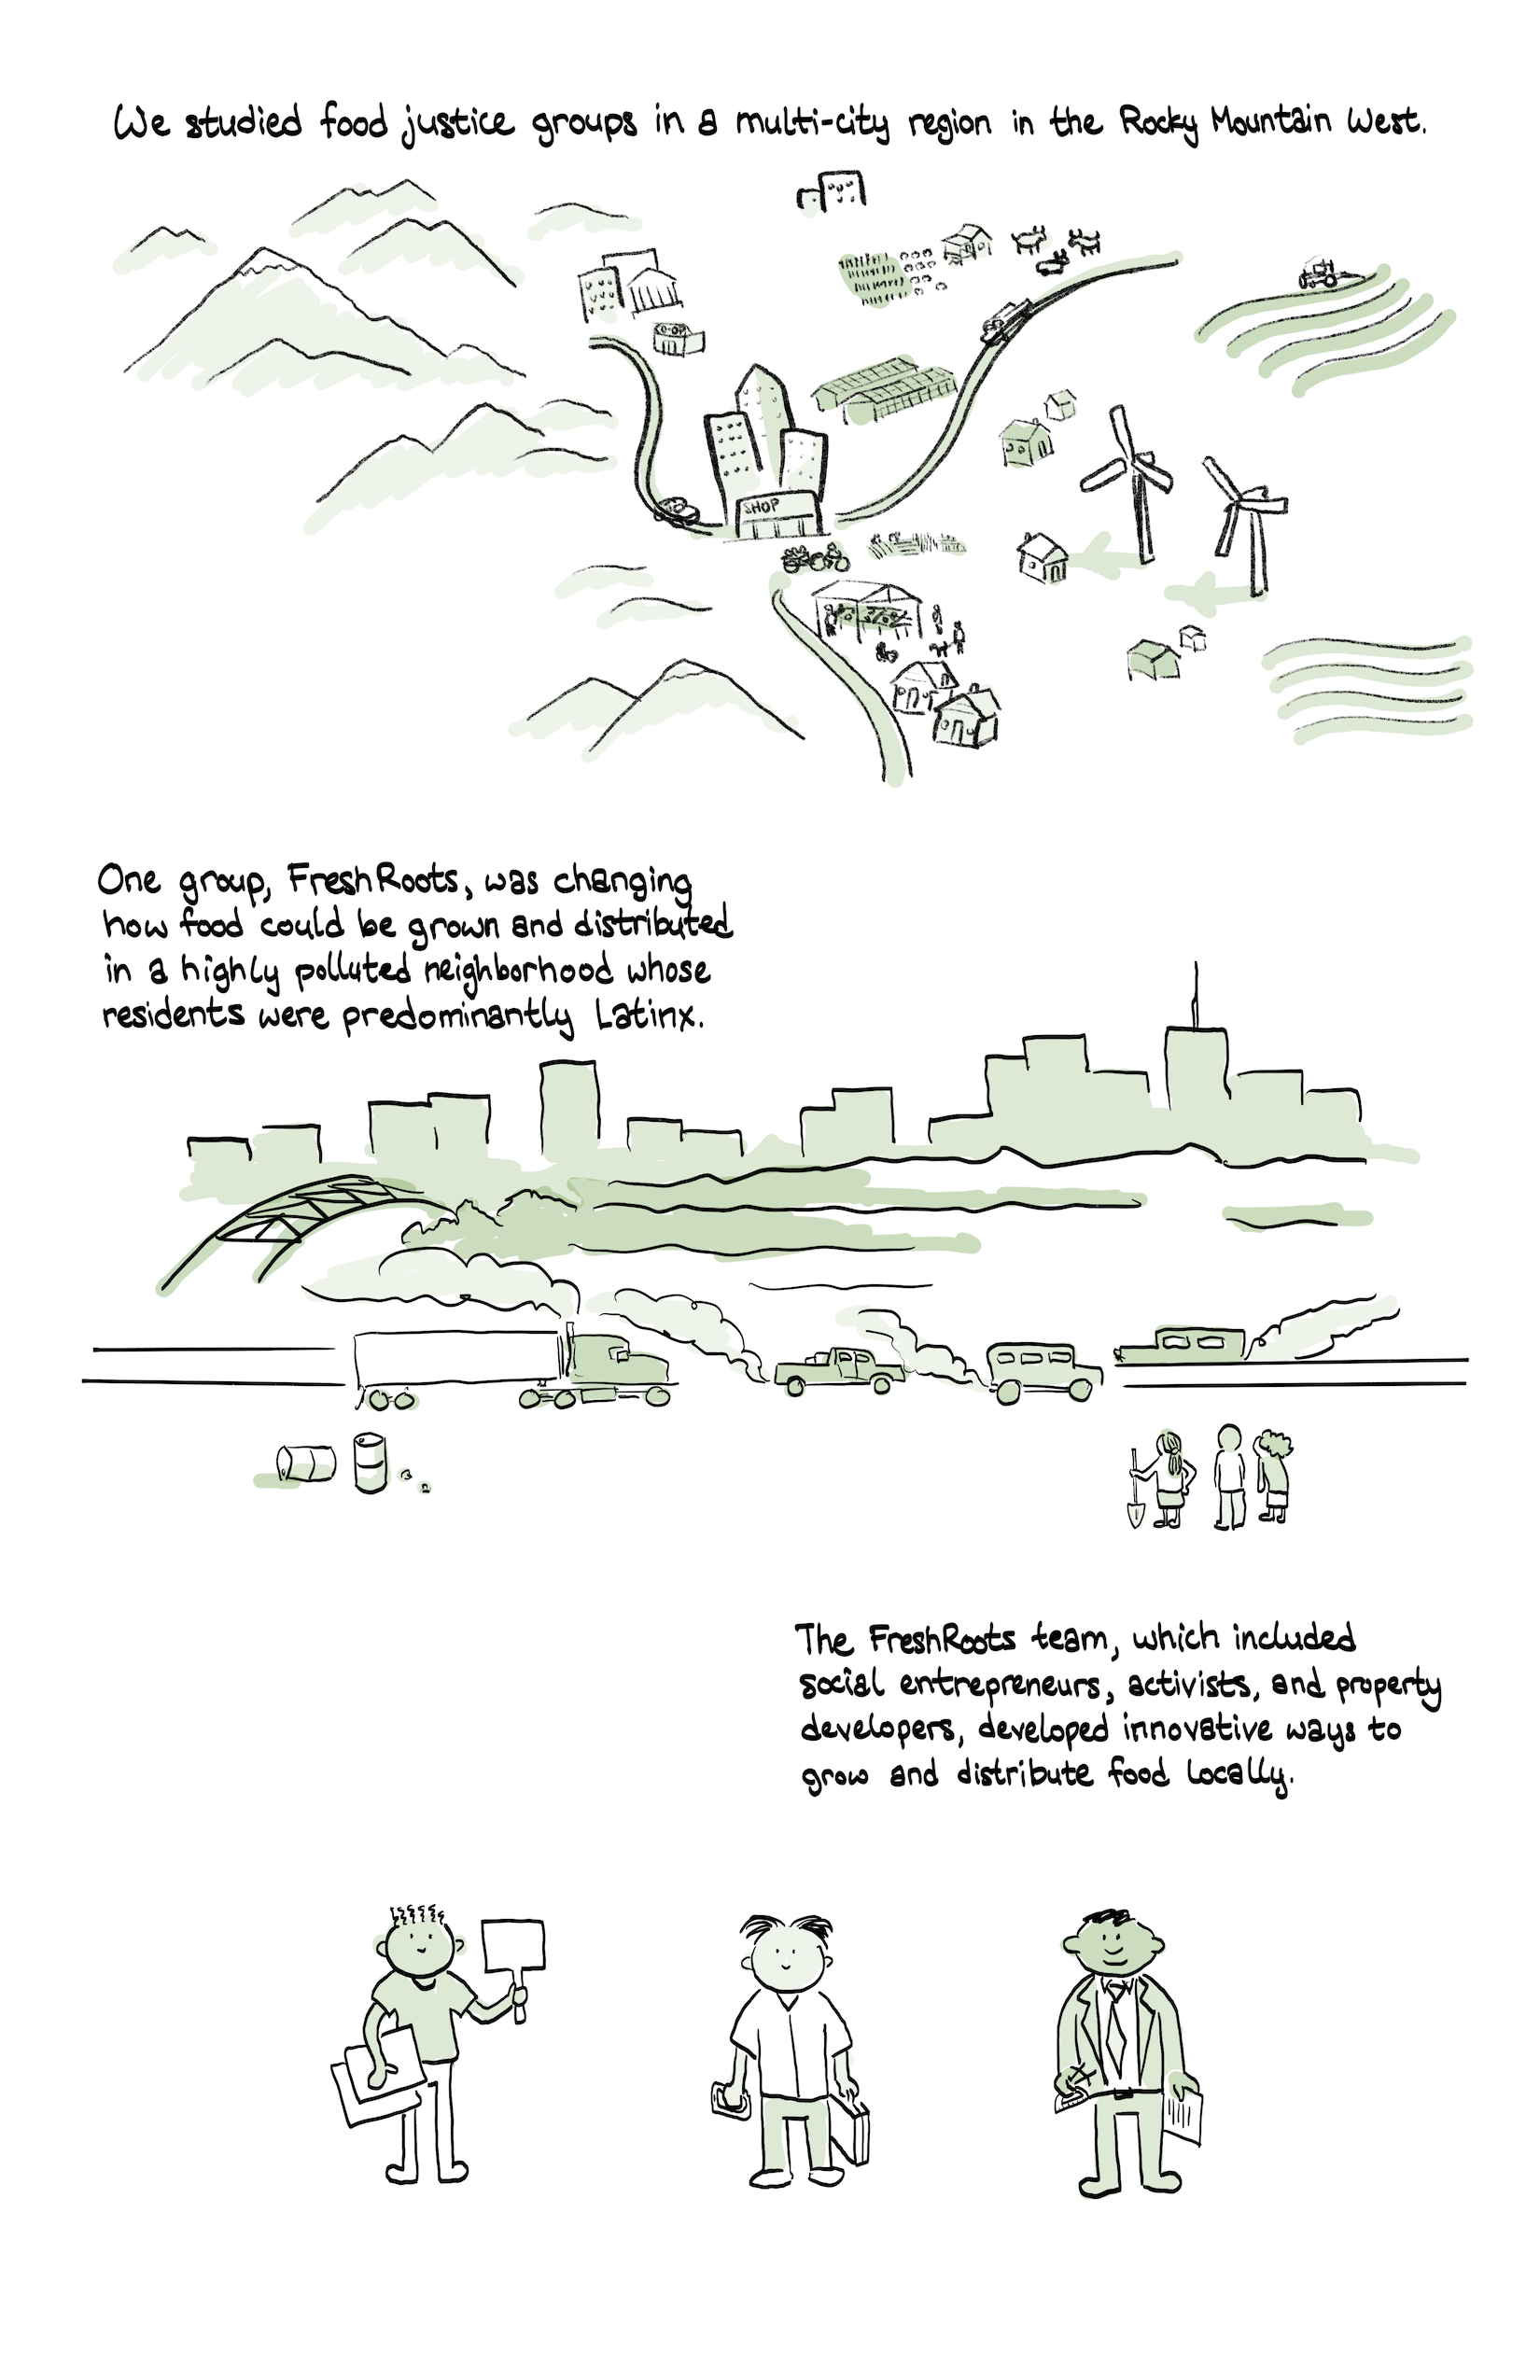 We studied food justice groups in a multi-city region in the Rocky Mountain West.
SHOP
One group, FreshRoots, was changing
how food could be grown and distributed
in a highly polluted neighborhood whose
residents were predominantly Latinx.
The FreshRoots team, which included
social entrepreneurs, activists, and property
developers, developed innovative ways to
grow and distribute food locally.